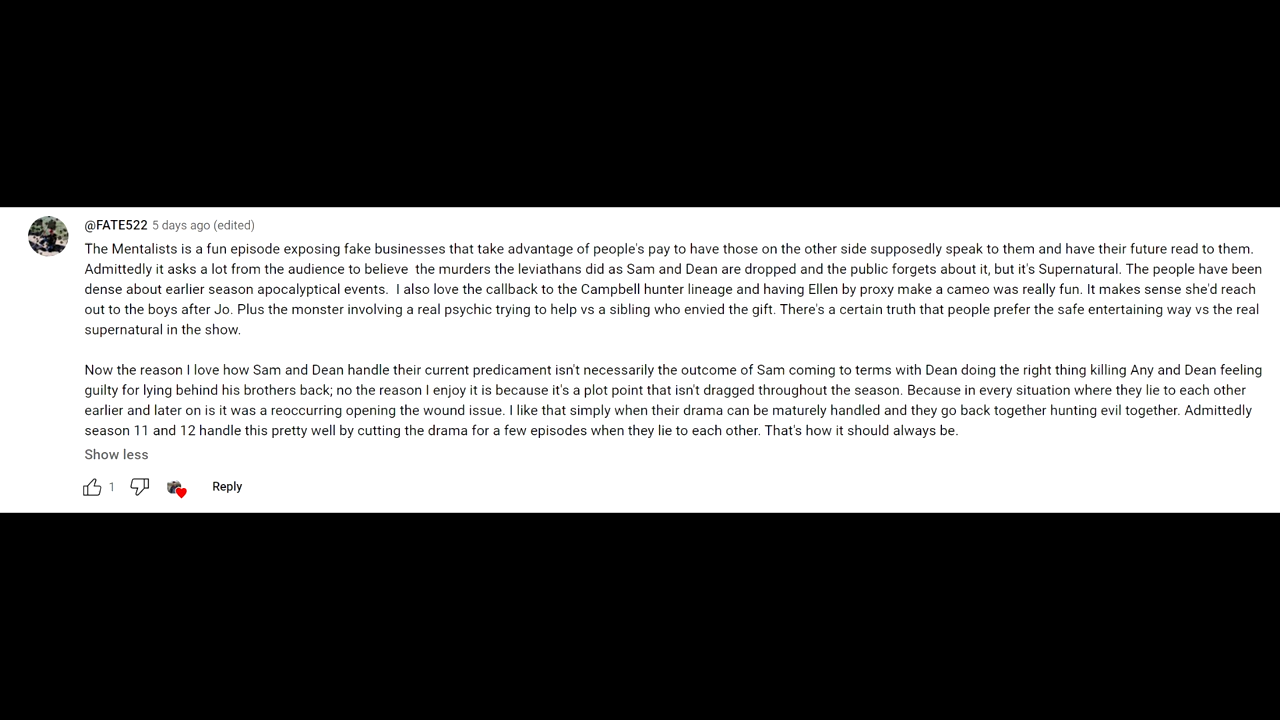 @FATE522 5 days ago (edited)
The Mentalists is a fun episode exposing fake businesses that take advantage of people's pay to have those on the other side supposedly speak to them and have their future read to them.
Admittedly it asks a lot from the audience to believe  the murders the leviathans did as Sam and Dean are dropped and the public forgets about it, but it's Supernatural. The people have been
dense about earlier season apocalyptical events.  I also love the callback to the Campbell hunter lineage and having Ellen by proxy make a cameo was really fun. It makes sense she'd reach
out to the boys after Jo. Plus the monster involving a real psychic trying to help vs a sibling who envied the gift. There's a certain truth that people prefer the safe entertaining way vs the real
supernatural in the show.
Now the reason I love how Sam and Dean handle their current predicament isn't necessarily the outcome of Sam coming to terms with Dean doing the right thing killing Any and Dean feeling
guilty for lying behind his brothers back; no the reason I enjoy it is because it's a plot point that isn't dragged throughout the season. Because in every situation where they lie to each other
earlier and later on is it was a reoccurring opening the wound issue. I like that simply when their drama can be maturely handled and they go back together hunting evil together. Admittedly
season 11 and 12 handle this pretty well by cutting the drama for a few episodes when they lie to each other. That's how it should always be.
Show less
1 Reply